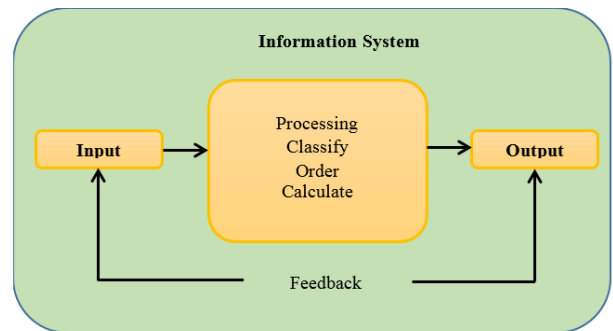 Information System
Input
Processing
Classify
Order
Calculate
Output
Feedback